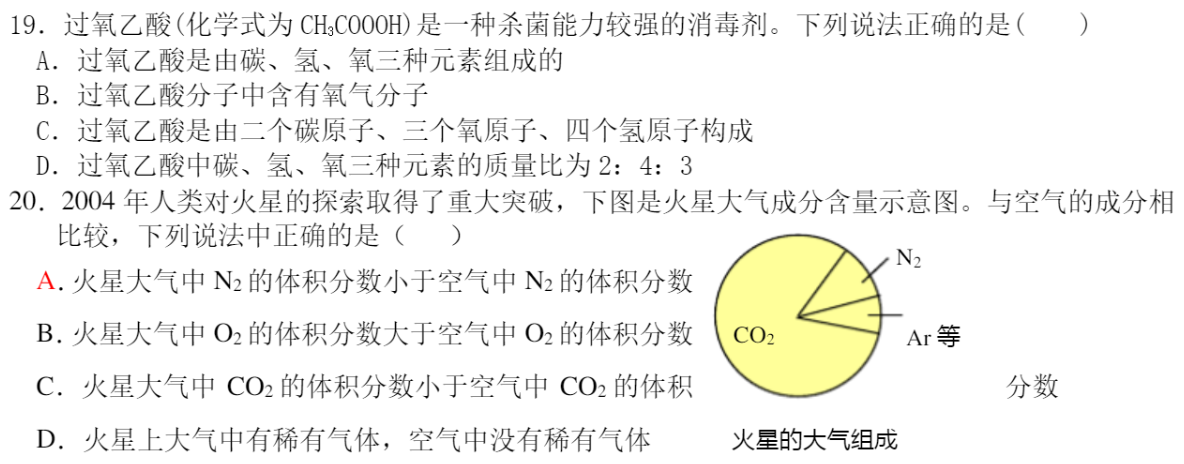 19. 过氧乙酸(化学式为 CH₃COOOH)是一种杀菌能力较强的消毒剂。下列说法正确的是(　　)
A. 过氧乙酸是由碳、氢、氧三种元素组成的
B. 过氧乙酸分子中含有氧气分子
C. 过氧乙酸是由二个碳原子、三个氧原子、四个氢原子构成
D. 过氧乙酸中碳、氢、氧三种元素的质量比为 2: 4: 3
20. 2004 年人类对火星的探索取得了重大突破，下图是火星大气成分含量示意图。与空气的成分相
比较，下列说法中正确的是（　　）
A. 火星大气中 N₂ 的体积分数小于空气中 N₂ 的体积分数
B. 火星大气中 O₂ 的体积分数大于空气中 O₂ 的体积分数
C. 火星大气中 CO₂ 的体积分数小于空气中 CO₂ 的体积 分数
D. 火星上大气中有稀有气体，空气中没有稀有气体
N₂
CO₂
Ar 等
火星的大气组成